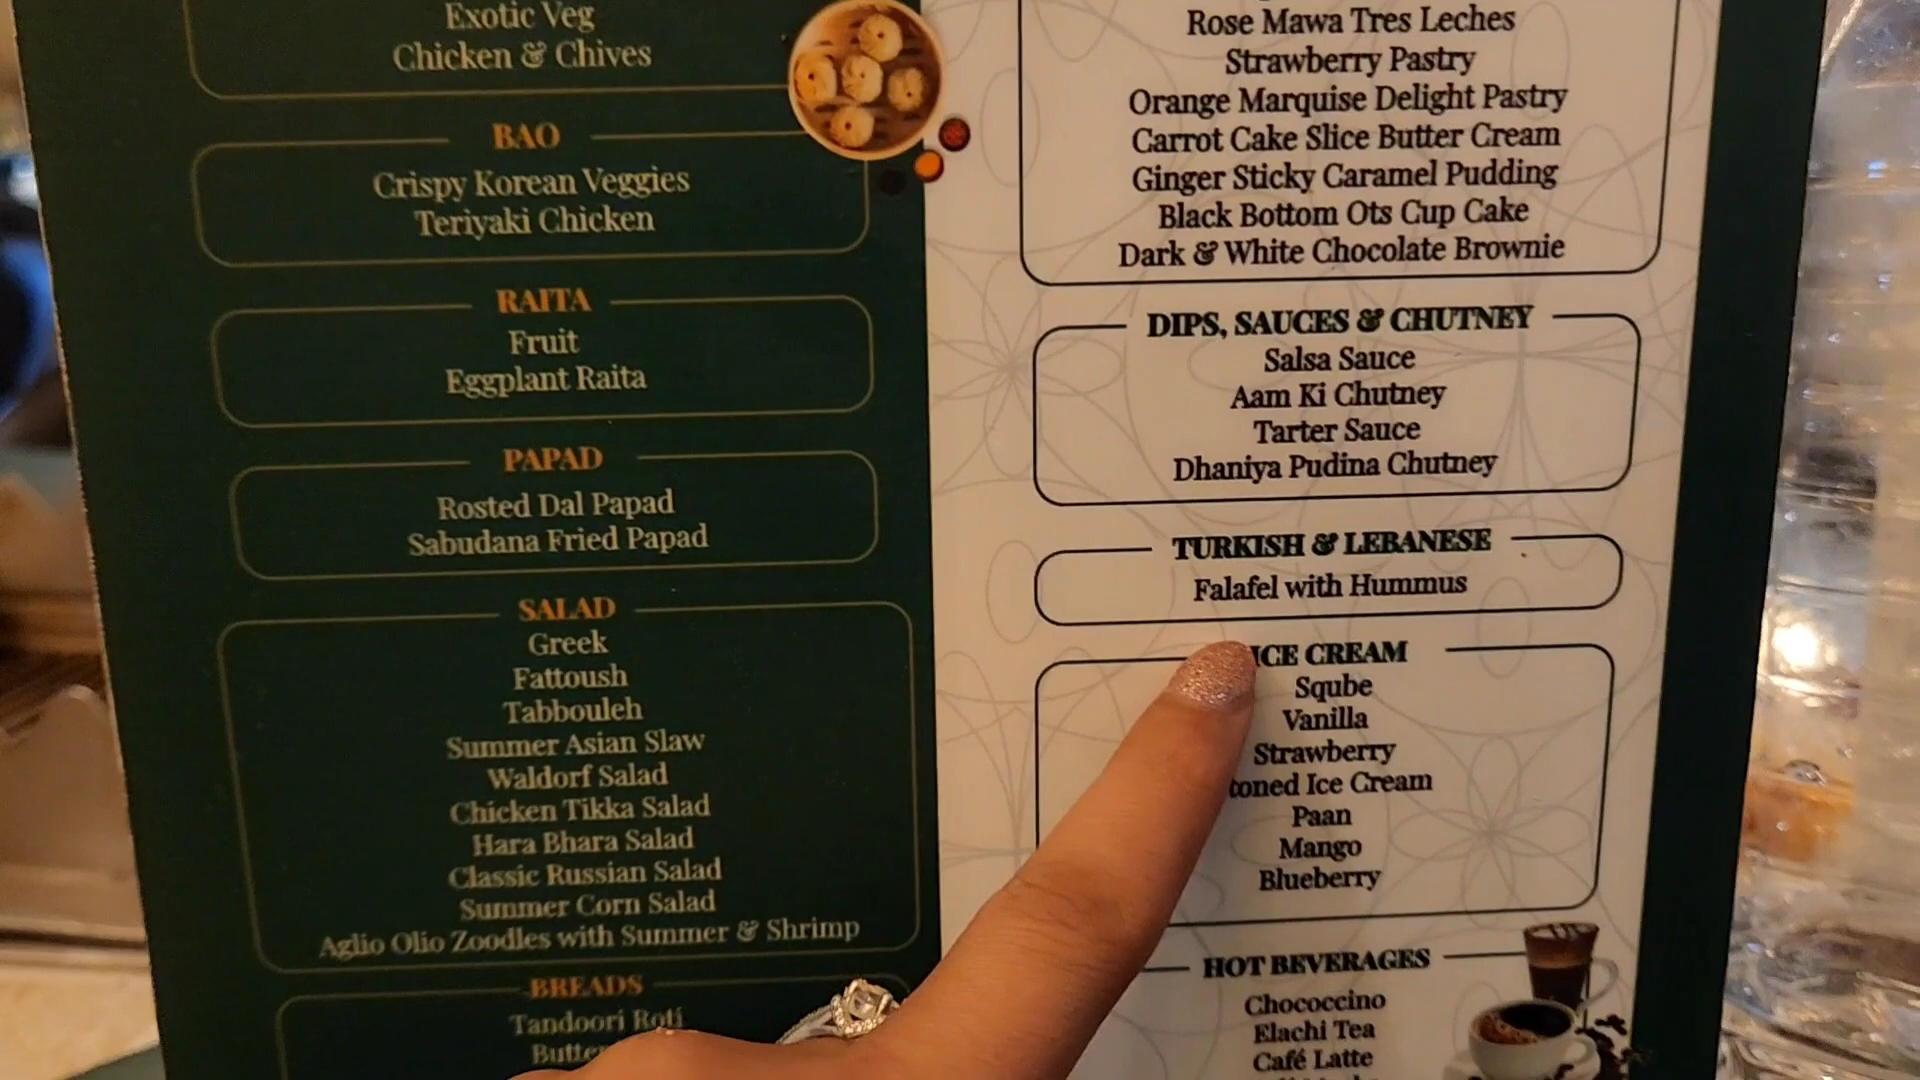 Exotic Veg
Chicken & Chives
BAO
Crispy Korean Veggies
Teriyaki Chicken
RAITA
Fruit
Eggplant Raita
PAPAD
Rosted Dal Papad
Sabudana Fried Papad
SALAD
Greek
Fattoush
Tabbouleh
Summer Asian Slaw
Waldorf Salad
Chicken Tikka Salad
Hara Bhara Salad
Classic Russian Salad
Summer Corn Salad
Aglio Olio Zoodles with Summer & Shrimp
BREADS
Tandoori Roti
Rose Mawa Tres Leches
Strawberry Pastry
Orange Marquise Delight Pastry
Carrot Cake Slice Butter Cream
Ginger Sticky Caramel Pudding
Black Bottom Ots Cup Cake
Dark & White Chocolate Brownie
DIPS, SAUCES & CHUTNEY
Salsa Sauce
Aam Ki Chutney
Tarter Sauce
Dhaniya Pudina Chutney
TURKISH & LEBANESE
Falafel with Hummus
ICE CREAM
Sqube
Vanilla
Strawberry
toned Ice Cream
Paan
Mango
Blueberry
HOT BEVERAGES
Chococcino
Elachi Tea
Café Latte